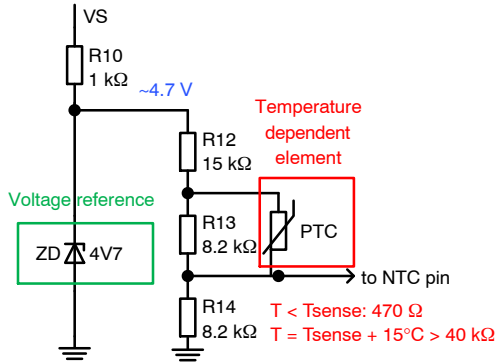 VS
R10
1 kΩ
~4.7 V
Temperature
dependent
element
R12
15 kΩ
Voltage reference
R13
8.2 kΩ
PTC
ZD
4V7
to NTC pin
R14
8.2 kΩ
T < Tsense: 470 Ω
T = Tsense + 15°C > 40 kΩ